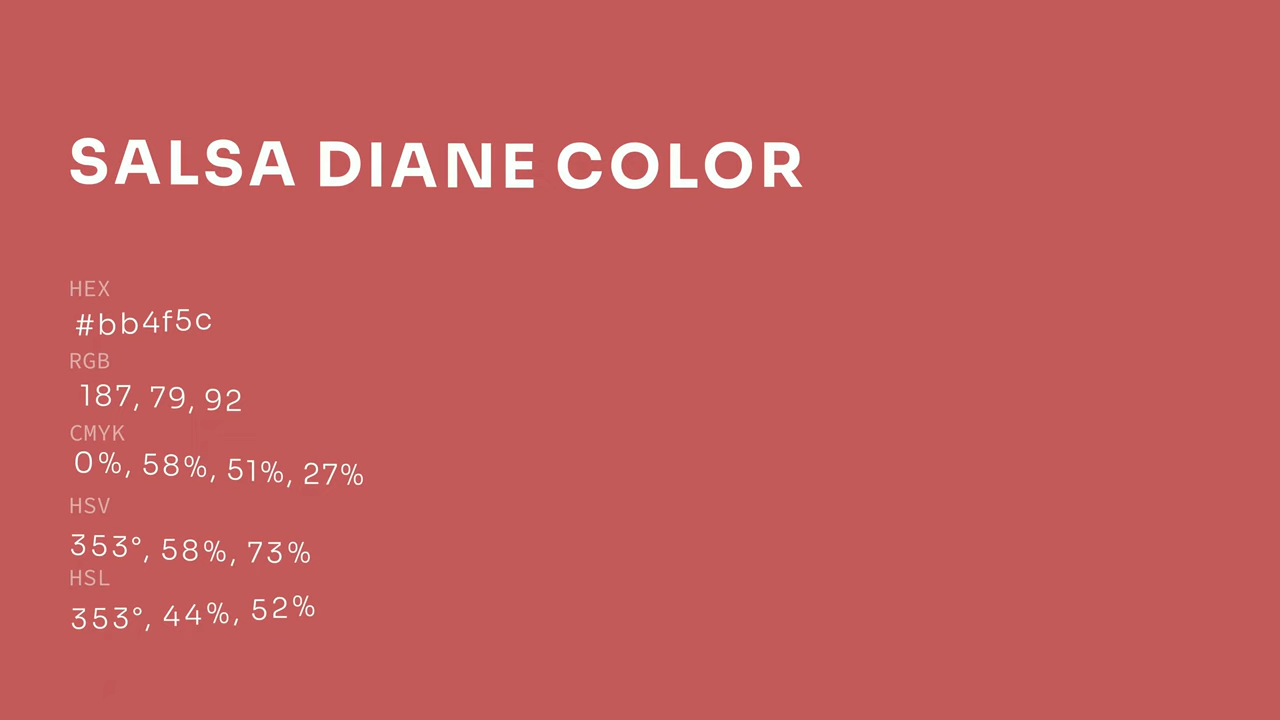 SALSA DIANE COLOR
HEX
#bb4f5c
RGB
187, 79, 92
CMYK
0%, 58%, 51%, 27%
HSV
353°, 58%, 73%
HSL
353°, 44%, 52%